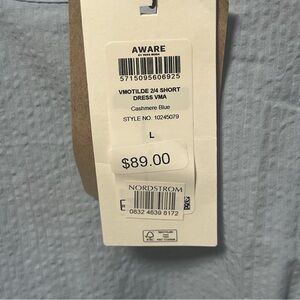 AWARE
BY VERO MODA
5715095606925
VMOTILDE 2/4 SHORT
DRESS VMA
Cashmere Blue
STYLE NO. 10245079
L
$89.00
NORDSTROM
0832 4639 8172
FSC